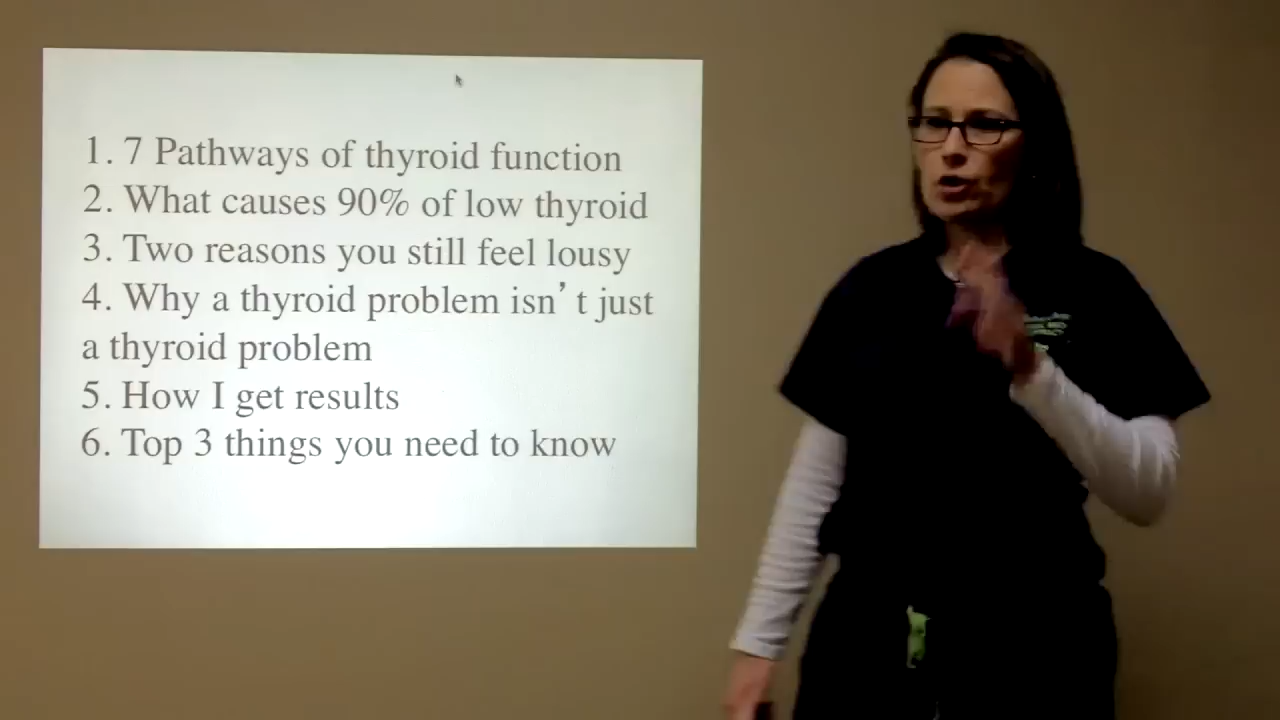 1. 7 Pathways of thyroid function
2. What causes 90% of low thyroid
3. Two reasons you still feel lousy
4. Why a thyroid problem isn’t just
a thyroid problem
5. How I get results
6. Top 3 things you need to know